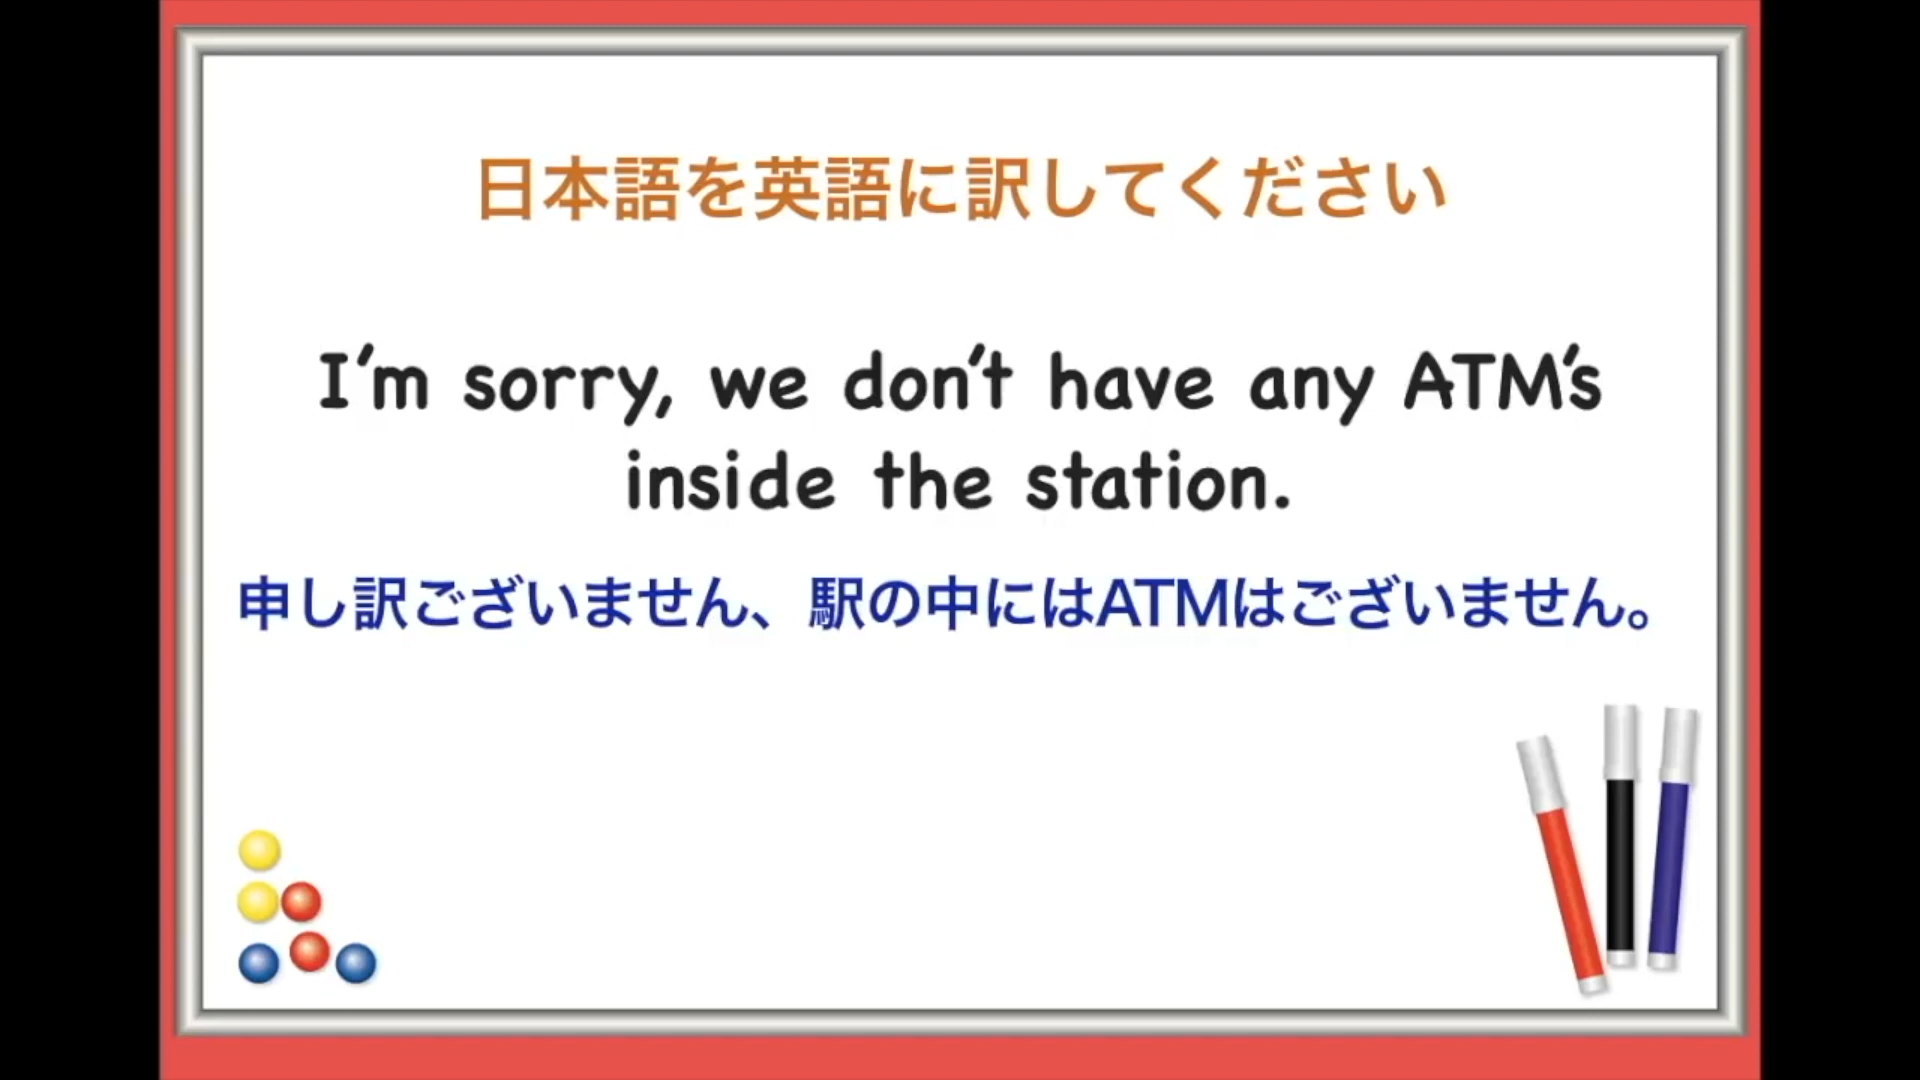 日本語を英語に訳してください
I'm sorry, we don't have any ATM's
inside the station.
申し訳ございません、駅の中にはATMはございません。